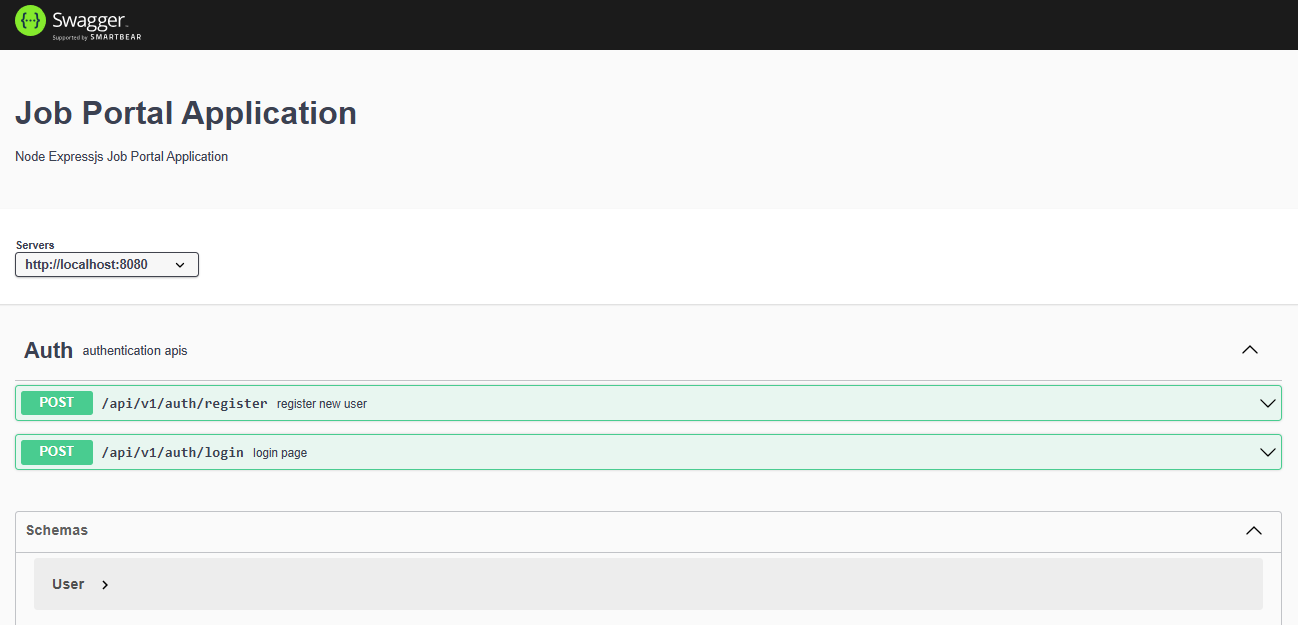 Swagger
Supported by SMARTBEAR
Job Portal Application
Node Expressjs Job Portal Application
Servers
http://localhost:8080
Auth authentication apis
POST /api/v1/auth/register register new user
POST /api/v1/auth/login login page
Schemas
User